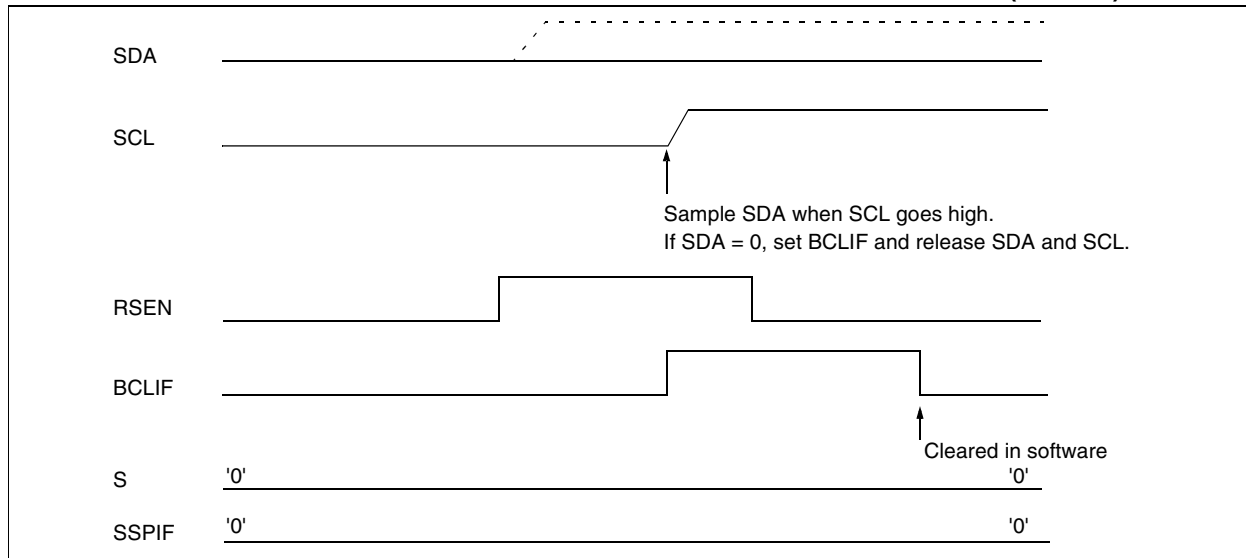 SDA
SCL
Sample SDA when SCL goes high.
If SDA = 0, set BCLIF and release SDA and SCL.
RSEN
BCLIF
Cleared in software
S '0' '0'
SSPIF '0' '0'